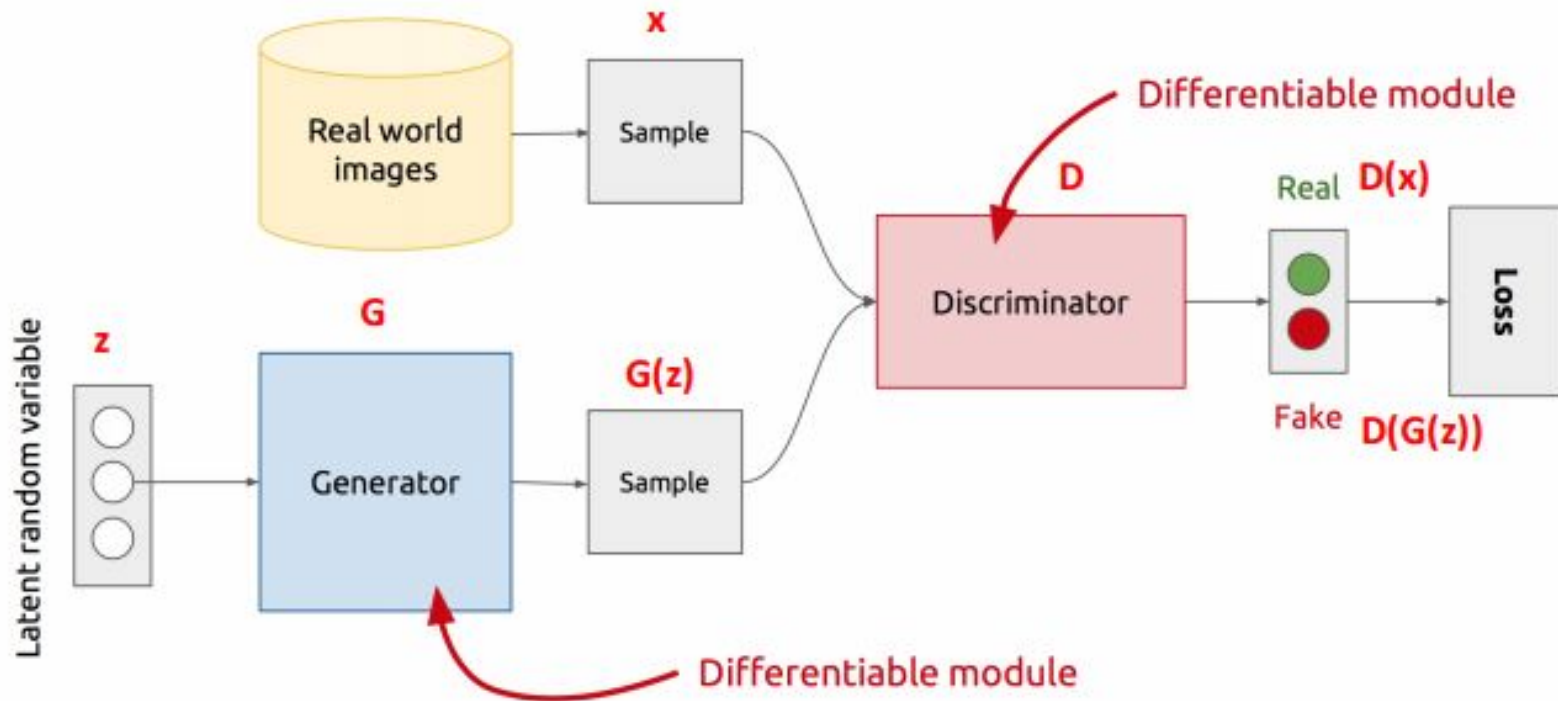 x
Real world
images
Sample
Differentiable module
D
Real D(x)
Discriminator
Loss
Fake D(G(z))
Latent random variable
z
G
Generator
G(z)
Sample
Differentiable module